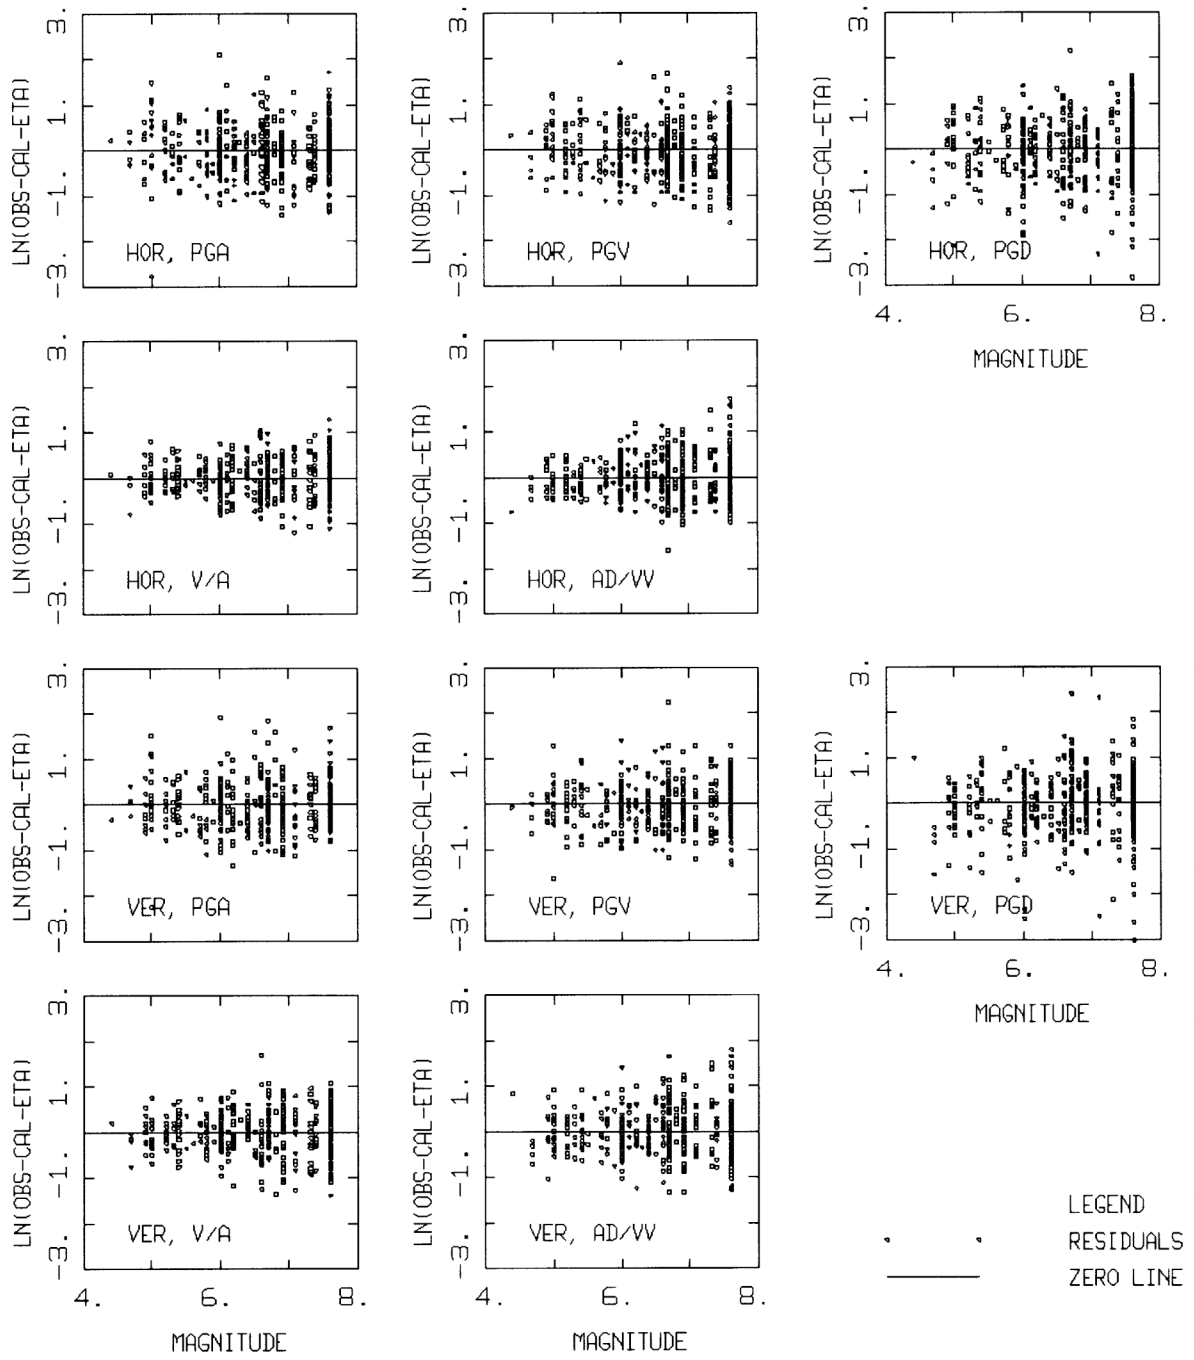 LN(OBS-CAL-ETA)
3.
1.
-1.
-3.
HOR, PGA
LN(OBS-CAL-ETA)
3.
1.
-1.
-3.
HOR, PGV
LN(OBS-CAL-ETA)
3.
1.
-1.
-3.
HOR, PGD
4.
6.
8.
MAGNITUDE
LN(OBS-CAL-ETA)
3.
1.
-1.
-3.
HOR, V/A
LN(OBS-CAL-ETA)
3.
1.
-1.
-3.
HOR, AD/VV
LN(OBS-CAL-ETA)
3.
1.
-1.
-3.
VER, PGA
LN(OBS-CAL-ETA)
3.
1.
-1.
-3.
VER, PGV
LN(OBS-CAL-ETA)
3.
1.
-1.
-3.
VER, PGD
4.
6.
8.
MAGNITUDE
LN(OBS-CAL-ETA)
3.
1.
-1.
-3.
VER, V/A
4.
6.
8.
MAGNITUDE
LN(OBS-CAL-ETA)
3.
1.
-1.
-3.
VER, AD/VV
4.
6.
8.
MAGNITUDE
LEGEND
RESIDUALS
ZERO LINE